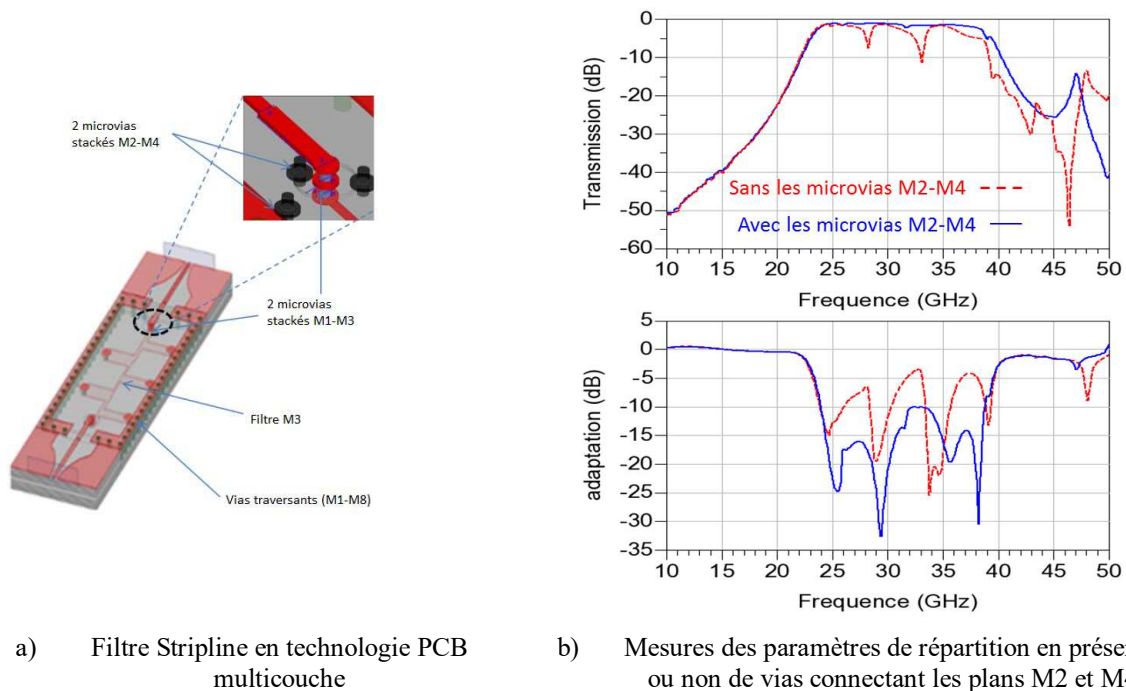 2 microvias
stackés M2-M4
2 microvias
stackés M1-M3
Filtre M3
Vias traversants (M1-M8)
Transmission (dB)
0
-10
-20
-30
-40
-50
-60
Sans les microvias M2-M4
Avec les microvias M2-M4
10 15 20 25 30 35 40 45 50
Frequence (GHz)
adaptation (dB)
5
0
-5
-10
-15
-20
-25
-30
-35
10 15 20 25 30 35 40 45 50
Frequence (GHz)
a) Filtre Stripline en technologie PCB
multicouche
b) Mesures des paramètres de répartition en présen
ou non de vias connectant les plans M2 et M4